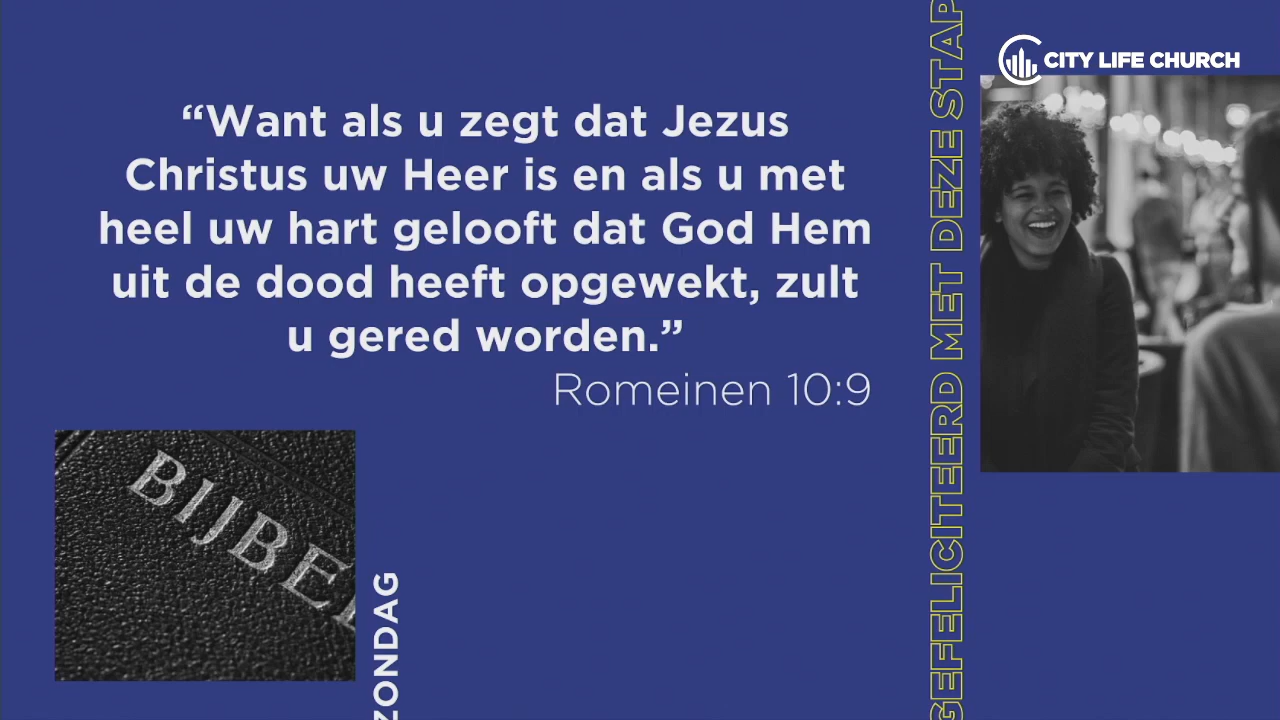 “Want als u zegt dat Jezus
Christus uw Heer is en als u met
heel uw hart gelooft dat God Hem
uit de dood heeft opgewekt, zult
u gered worden.”
Romeinen 10:9
BIJBE
ZONDAG
GEFELICITEERD MET DEZE STAP
CITY LIFE CHURCH